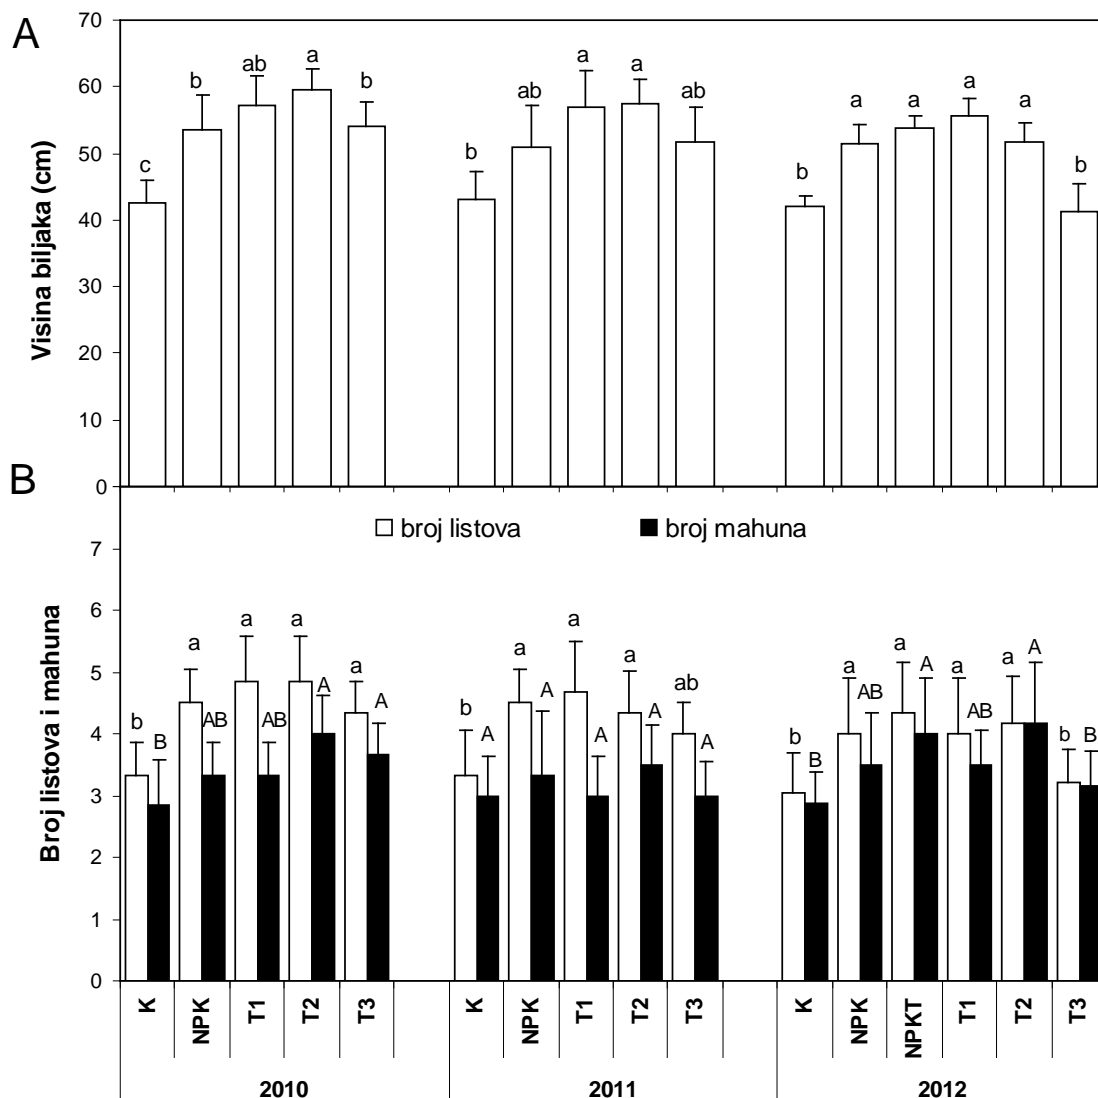 A
Visina biljaka (cm)
70
60
50
40
30
20
10
0
c b ab a b
b ab a a ab
b a a a a b
B
broj listova broj mahuna
Broj listova i mahuna
7
6
5
4
3
2
1
0
b B a AB a AB a A a A
b A a A a A a A ab A
b B a AB a A a AB a A b B
K NPK T1 T2 T3 K NPK T1 T2 T3 K NPK NPKT T1 T2 T3
2010 2011 2012